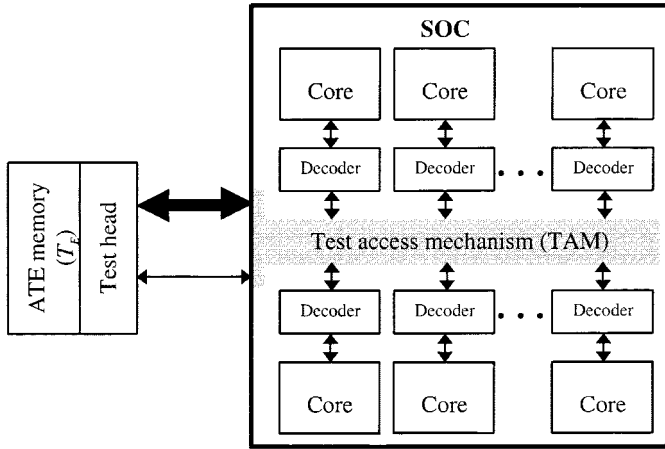 SOC
Core Core Core
Decoder Decoder • • • Decoder
ATE memory
(T_E)
Test head
Test access mechanism (TAM)
Decoder Decoder • • • Decoder
Core Core Core